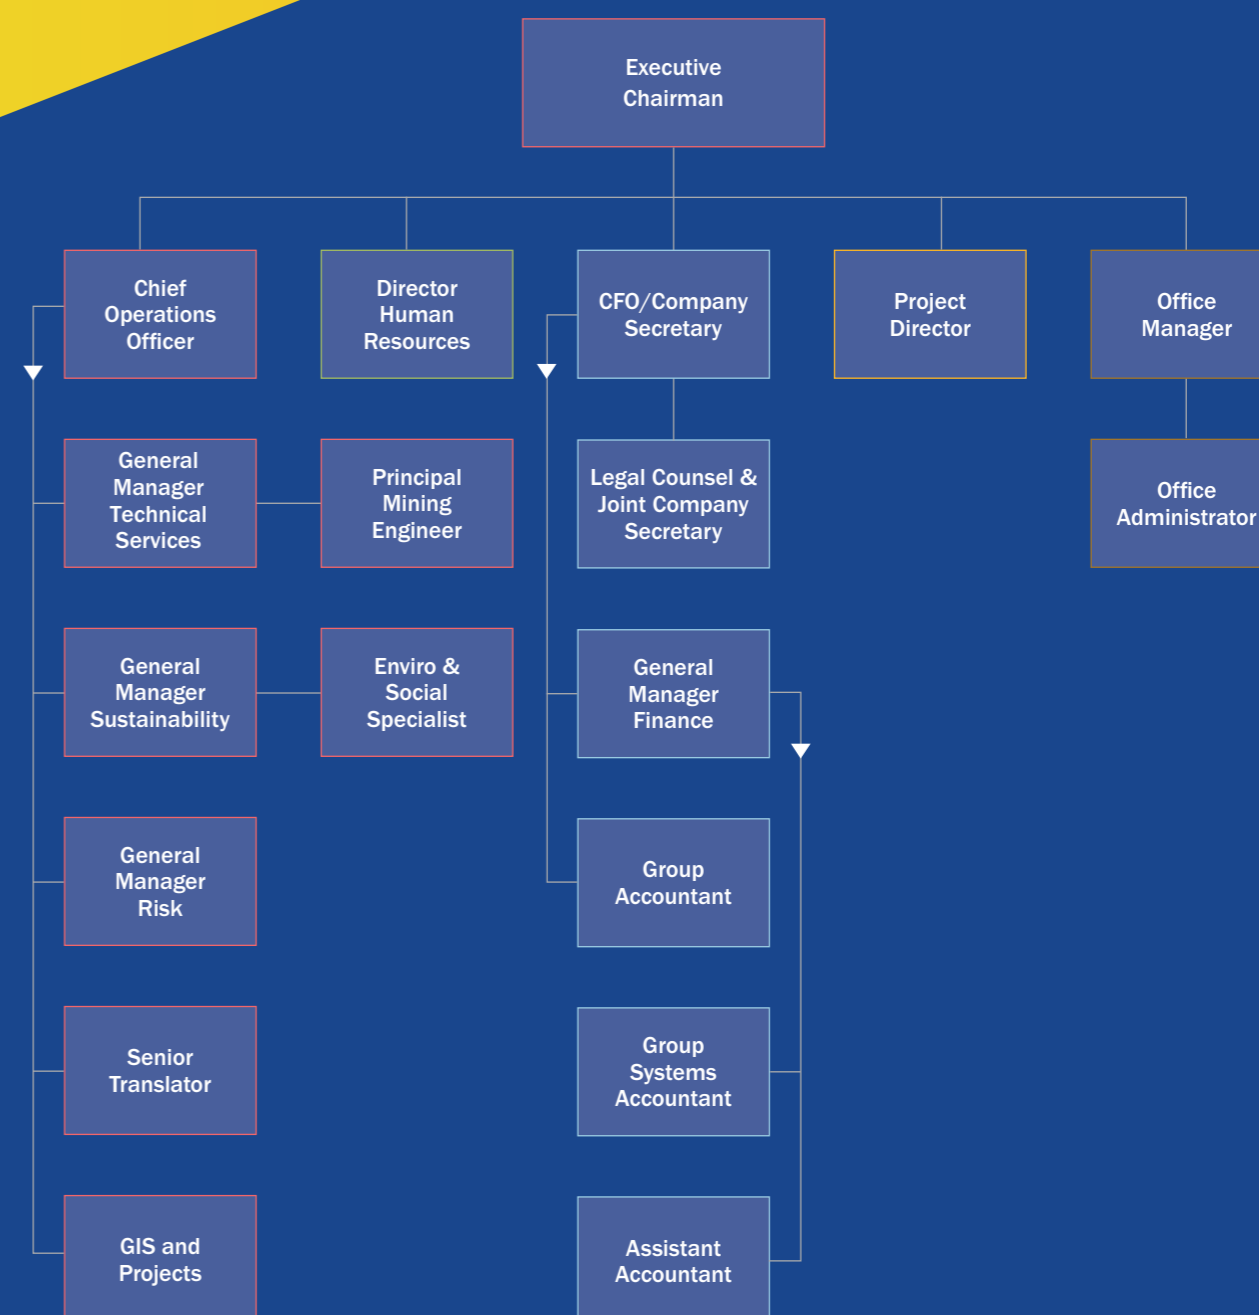 Executive
Chairman
Chief
Operations
Officer
Director
Human
Resources
CFO/Company
Secretary
Project
Director
Office
Manager
General
Manager
Technical
Services
Principal
Mining
Engineer
Legal Counsel &
Joint Company
Secretary
Office
Administrator
General
Manager
Sustainability
Enviro &
Social
Specialist
General
Manager
Finance
General
Manager
Risk
Group
Accountant
Senior
Translator
Group
Systems
Accountant
GIS and
Projects
Assistant
Accountant